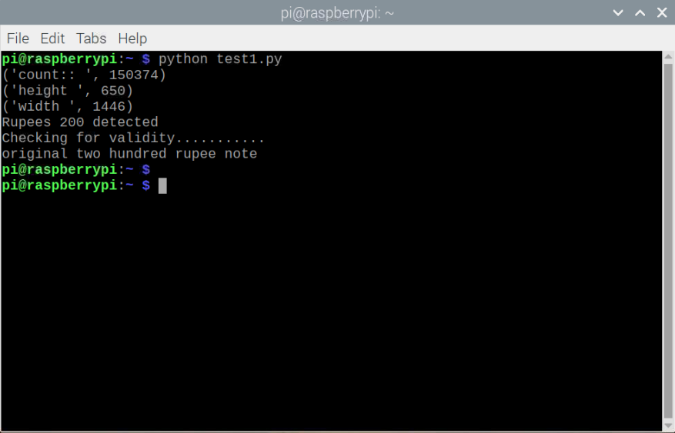 pi@raspberrypi: ~
File Edit Tabs Help
pi@raspberrypi:~ $ python test1.py
('count:: ', 150374)
('height ', 650)
('width ', 1446)
Rupees 200 detected
Checking for validity...........
original two hundred rupee note
pi@raspberrypi:~ $
pi@raspberrypi:~ $